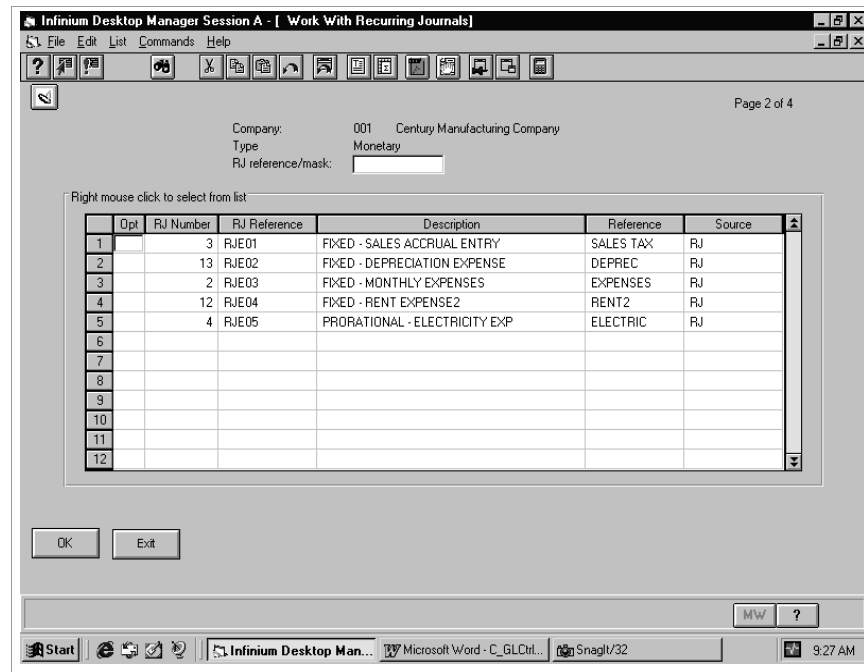 Infinium Desktop Manager Session A - [ Work With Recurring Journals]
File Edit List Commands Help
?
Page 2 of 4
Company: 001 Century Manufacturing Company
Type Monetary
RJ reference/mask:
Right mouse click to select from list
Opt RJ Number RJ Reference Description Reference Source
1 3 RJE01 FIXED - SALES ACCRUAL ENTRY SALES TAX RJ
2 13 RJE02 FIXED - DEPRECIATION EXPENSE DEPREC RJ
3 2 RJE03 FIXED - MONTHLY EXPENSES EXPENSES RJ
4 12 RJE04 FIXED - RENT EXPENSE2 RENT2 RJ
5 4 RJE05 PRORATIONAL - ELECTRICITY EXP ELECTRIC RJ
6
7
8
9
10
11
12
OK Exit
MW ?
Start Infinium Desktop Man... Microsoft Word - C_GLCtrl... SnagIt/32 9:27 AM